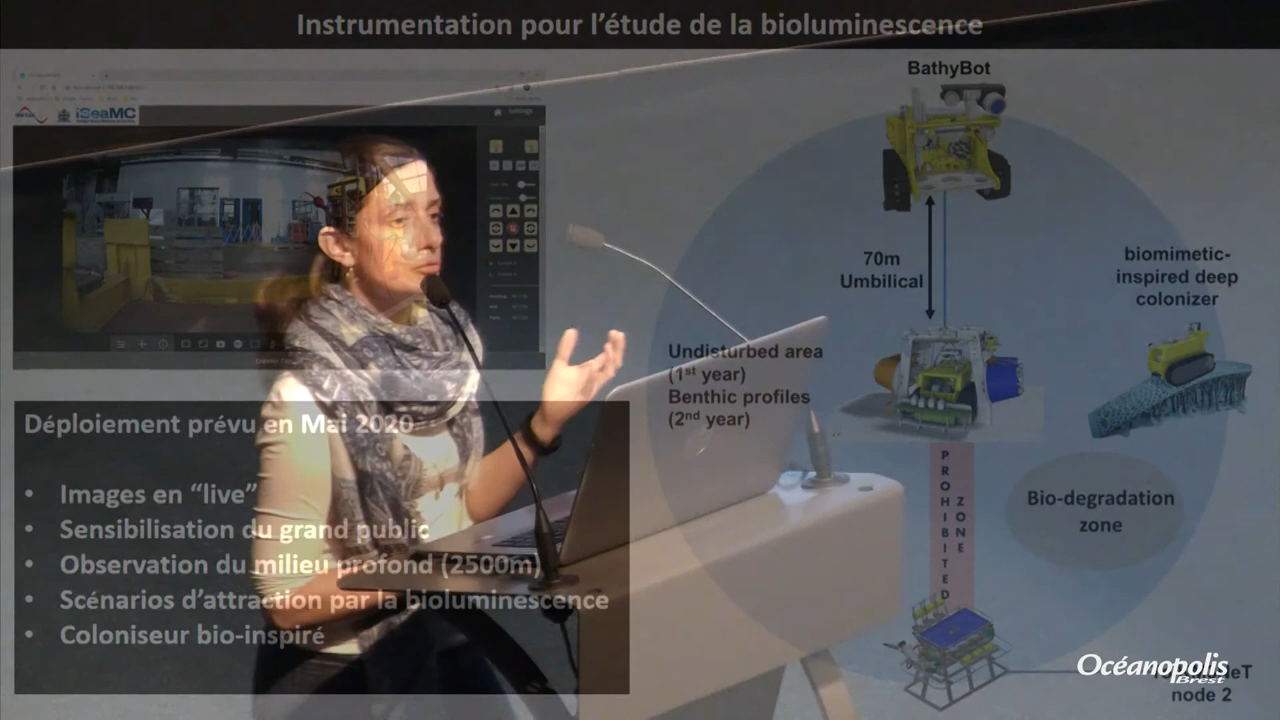 Instrumentation pour l’étude de la bioluminescence
iSeaMC
Settings
Déploiement prévu en Mai 2020
• Images en “live”
• Sensibilisation du grand public
• Observation du milieu profond (2500m)
• Scénarios d’attraction par la bioluminescence
• Coloniseur bio-inspiré
BathyBot
70m
Umbilical
biomimetic-
inspired deep
colonizer
Undisturbed area
(1st year)
Benthic profiles
(2nd year)
PROHIBITED
ZONE
Bio-degradation
zone
Océanopolis
Brest
node 2